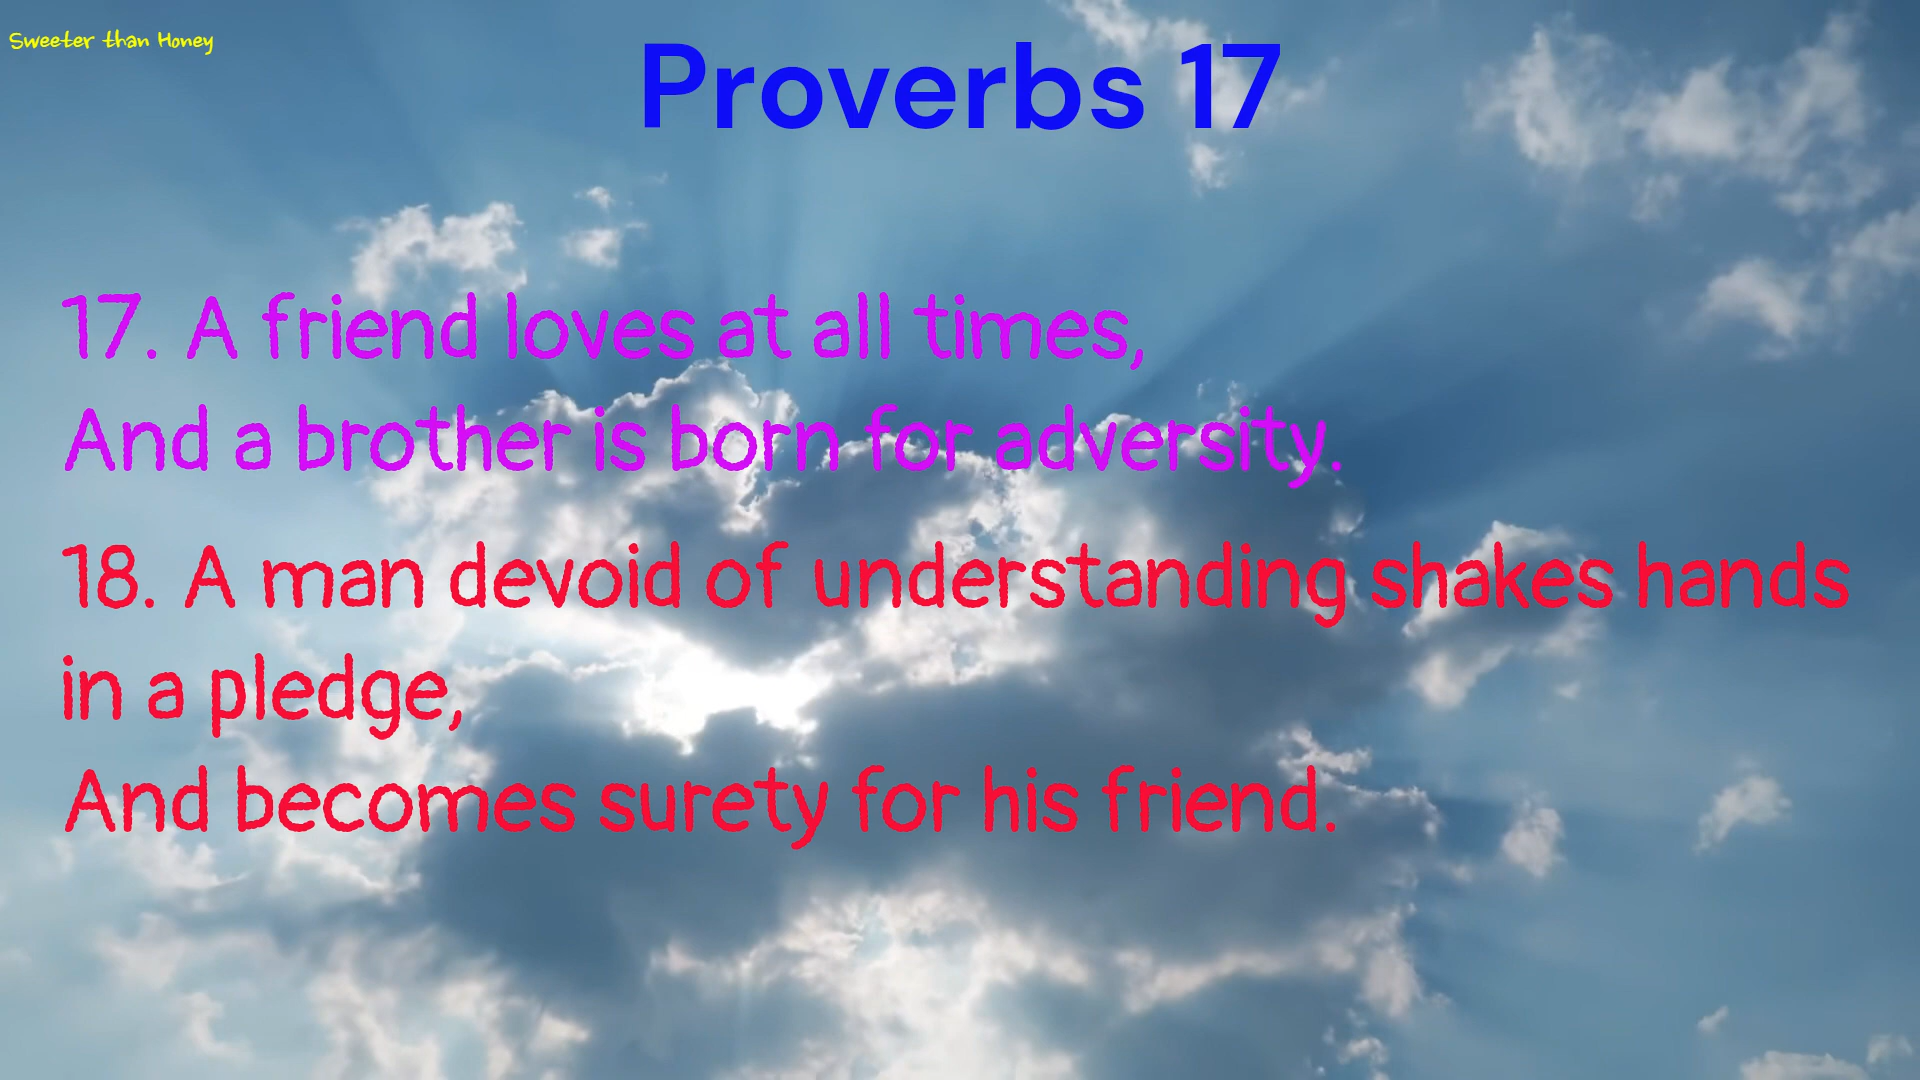 Sweeter than Honey
Proverbs 17
17. A friend loves at all times,
And a brother is born for adversity.
18. A man devoid of understanding shakes hands
in a pledge,
And becomes surety for his friend.